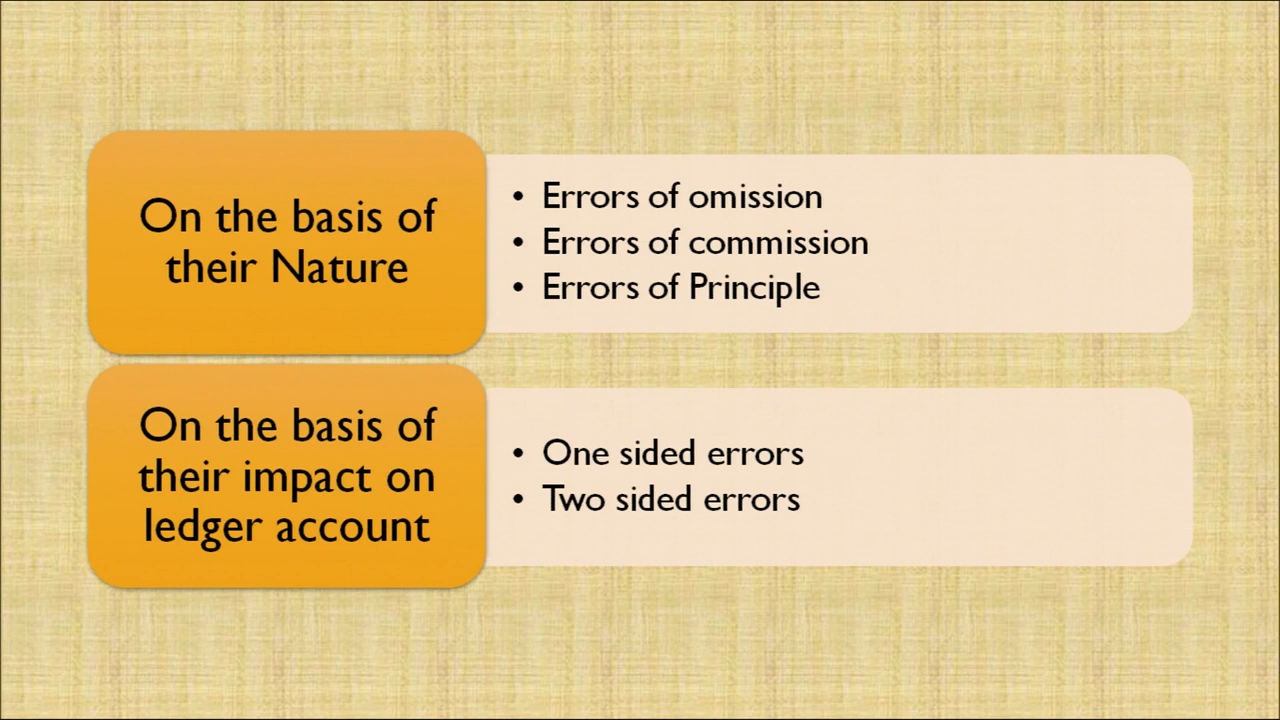 On the basis of
their Nature
• Errors of omission
• Errors of commission
• Errors of Principle
On the basis of
their impact on
ledger account
• One sided errors
• Two sided errors